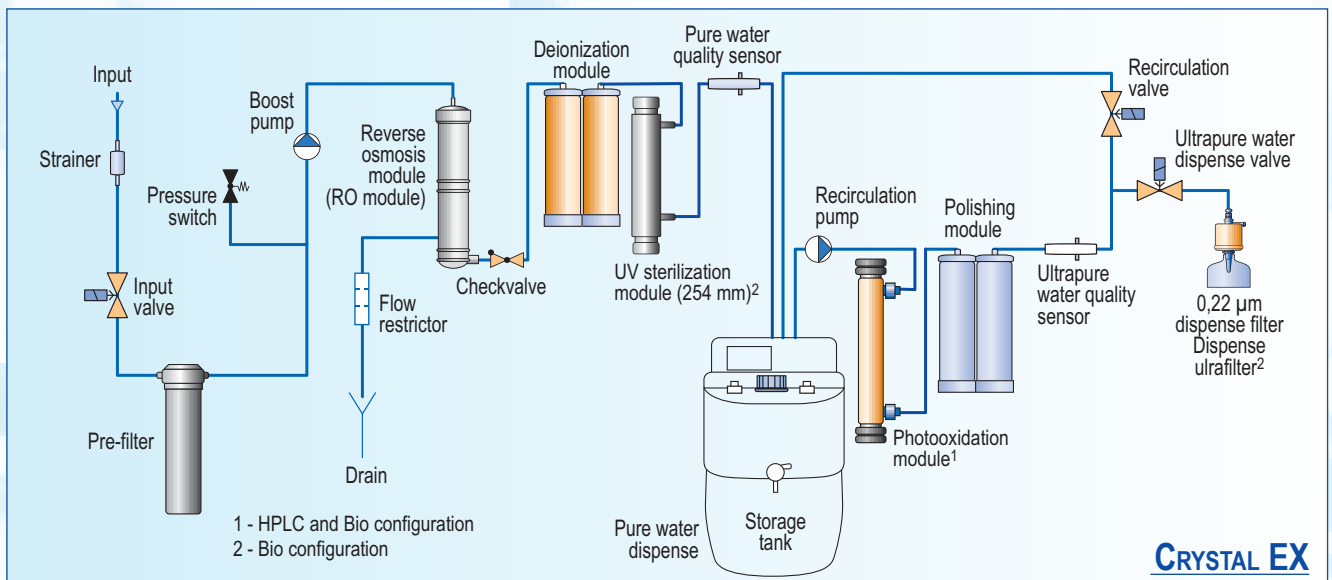 Input
Strainer
Pressure
switch
Input
valve
Pre-filter
Boost
pump
Reverse
osmosis
module
(RO module)
Flow
restrictor
Drain
Checkvalve
Deionization
module
UV sterilization
module (254 mm)2
Pure water
quality sensor
Recirculation
pump
Photooxidation
module1
Polishing
module
Ultrapure
water quality
sensor
Recirculation
valve
Ultrapure water
dispense valve
0,22 µm
dispense filter
Dispense
ulrafilter2
Pure water
dispense
Storage
tank
1 - HPLC and Bio configuration
2 - Bio configuration
CRYSTAL EX